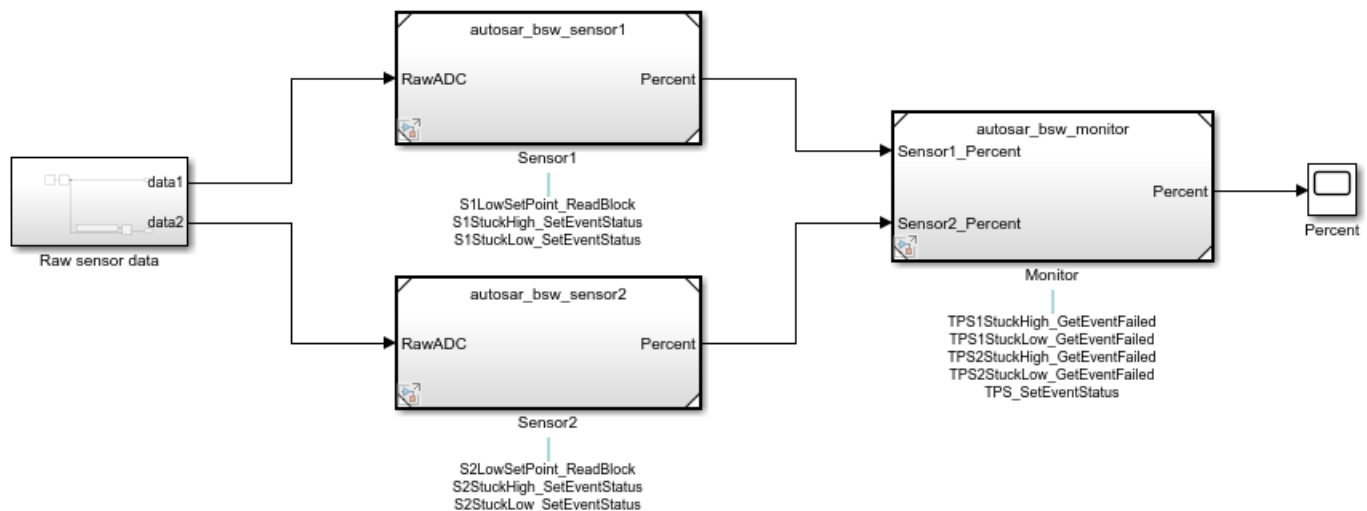 autosar_bsw_sensor1
RawADC
Percent
Sensor1
S1LowSetPoint_ReadBlock
S1StuckHigh_SetEventStatus
S1StuckLow_SetEventStatus
data1
data2
Raw sensor data
autosar_bsw_sensor2
RawADC
Percent
Sensor2
S2LowSetPoint_ReadBlock
S2StuckHigh_SetEventStatus
S2StuckLow_SetEventStatus
autosar_bsw_monitor
Sensor1_Percent
Sensor2_Percent
Percent
Monitor
TPS1StuckHigh_GetEventFailed
TPS1StuckLow_GetEventFailed
TPS2StuckHigh_GetEventFailed
TPS2StuckLow_GetEventFailed
TPS_SetEventStatus
Percent